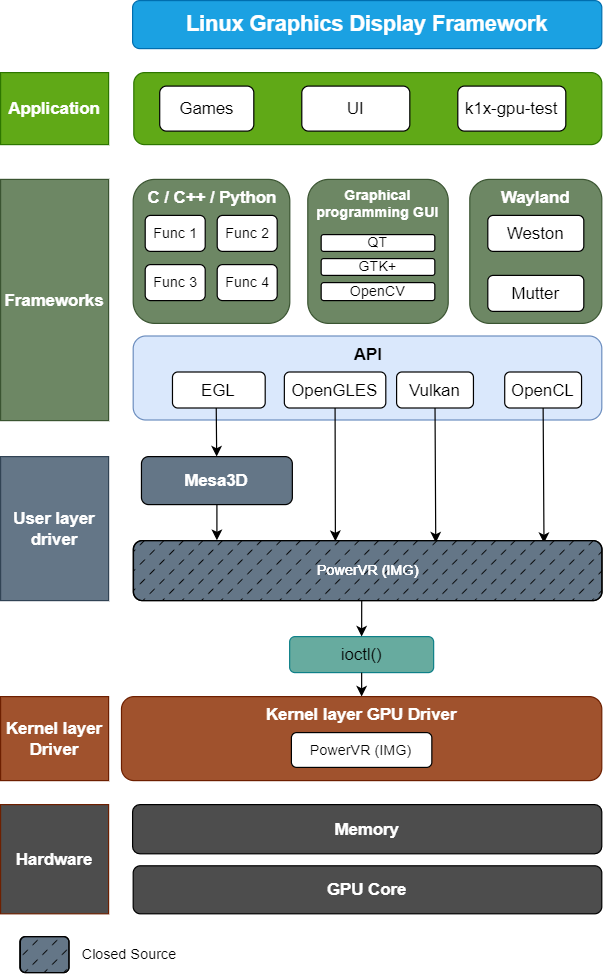 Linux Graphics Display Framework
Application
Games
UI
k1x-gpu-test
Frameworks
C / C++ / Python
Func 1
Func 2
Func 3
Func 4
Graphical
programming GUI
QT
GTK+
OpenCV
Wayland
Weston
Mutter
API
EGL
OpenGLES
Vulkan
OpenCL
User layer
driver
Mesa3D
PowerVR (IMG)
ioctl()
Kernel layer
Driver
Kernel layer GPU Driver
PowerVR (IMG)
Hardware
Memory
GPU Core
Closed Source